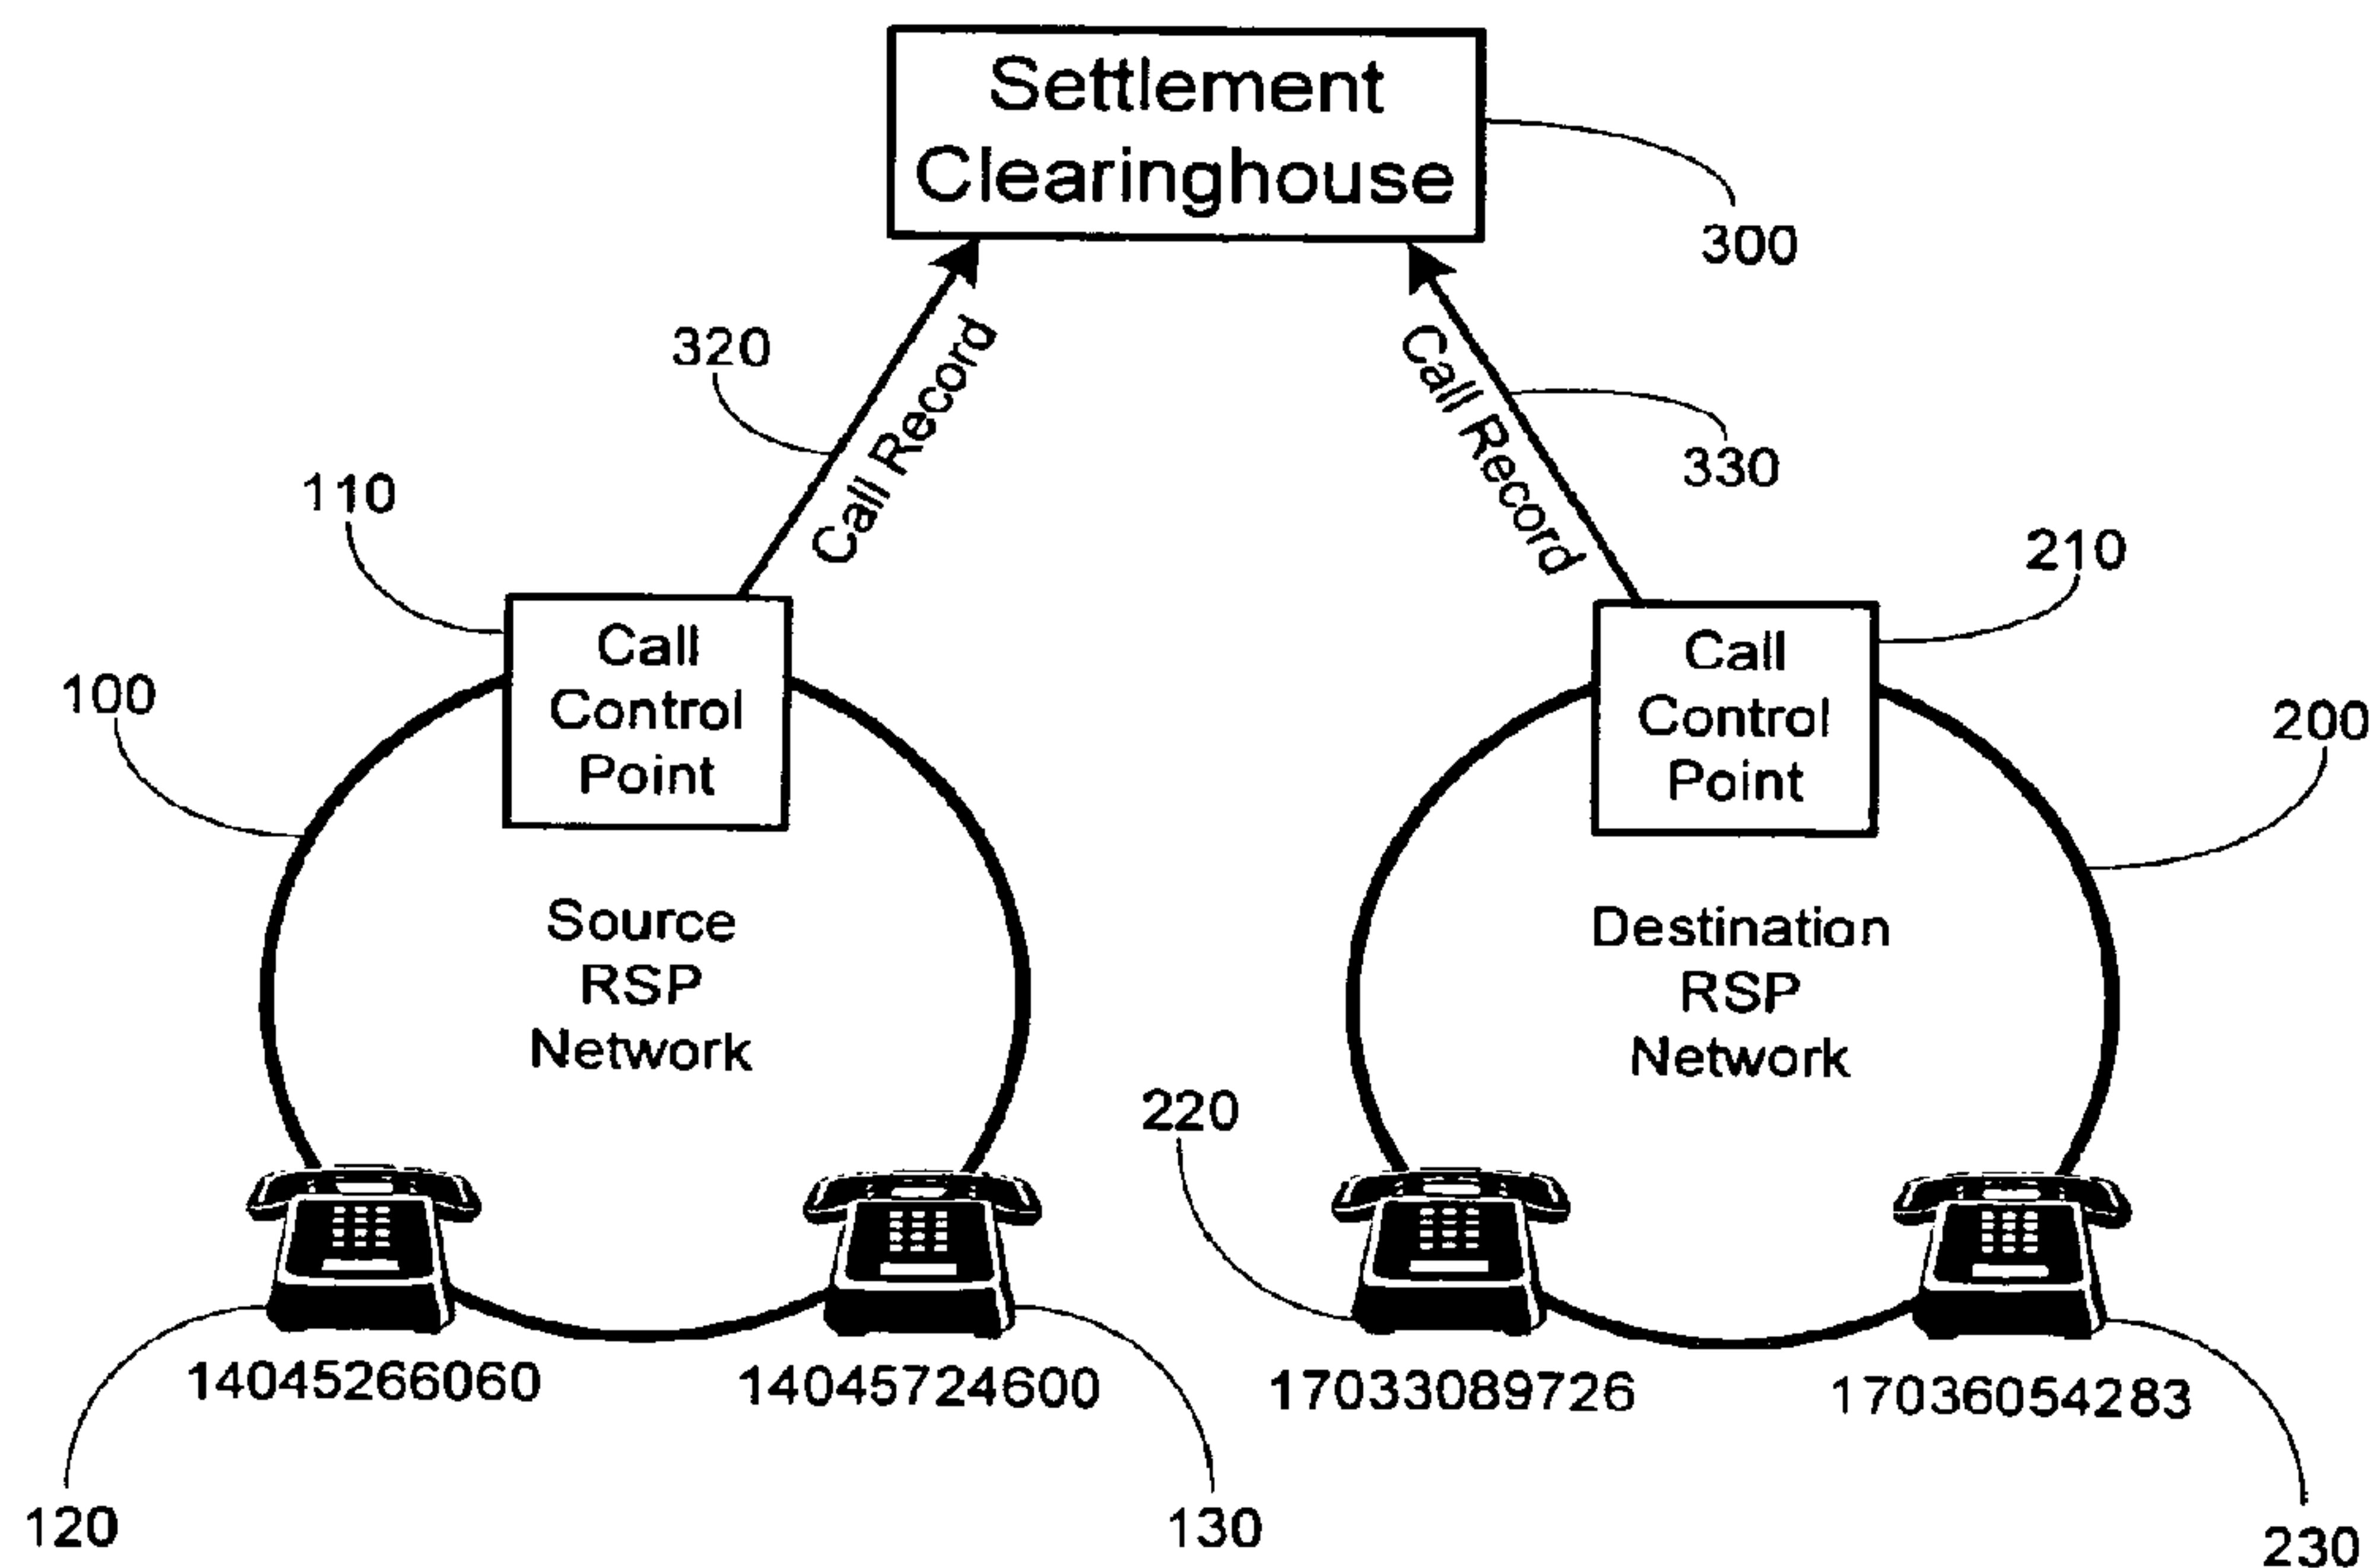 Settlement
Clearinghouse
300
320
Call Record
Call Record
330
110
210
Call
Control
Point
Call
Control
Point
100
200
Source
RSP
Network
Destination
RSP
Network
220
14045266060
14045724600
17033089726
17036054283
120
130
230